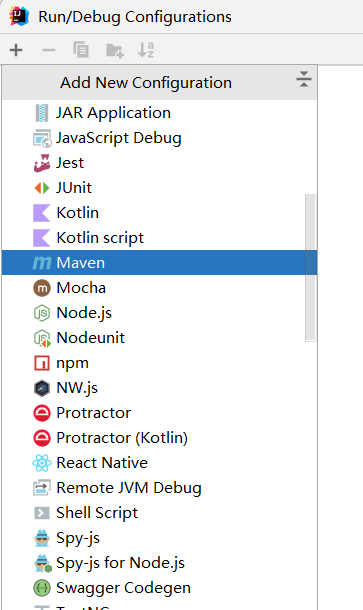 Run/Debug Configurations
Add New Configuration
JAR Application
JavaScript Debug
Jest
JUnit
Kotlin
Kotlin script
Maven
Mocha
Node.js
Nodeunit
npm
NW.js
Protractor
Protractor (Kotlin)
React Native
Remote JVM Debug
Shell Script
Spy-js
Spy-js for Node.js
Swagger Codegen